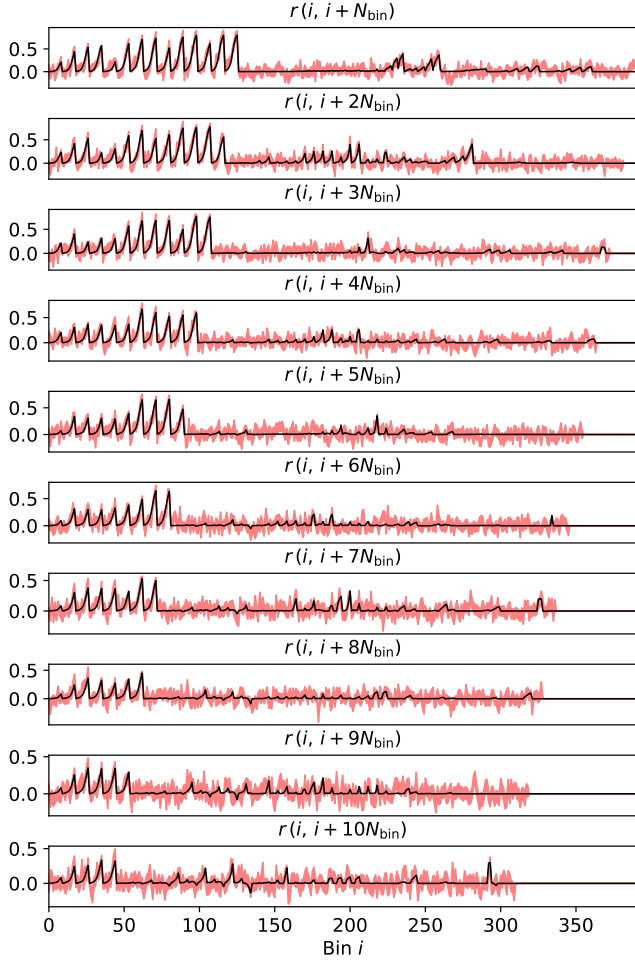 r(i, i + N_bin)
0.5
0.0
r(i, i + 2N_bin)
0.5
0.0
r(i, i + 3N_bin)
0.5
0.0
r(i, i + 4N_bin)
0.5
0.0
r(i, i + 5N_bin)
0.5
0.0
r(i, i + 6N_bin)
0.5
0.0
r(i, i + 7N_bin)
0.5
0.0
r(i, i + 8N_bin)
0.5
0.0
r(i, i + 9N_bin)
0.5
0.0
r(i, i + 10N_bin)
0.5
0.0
0 50 100 150 200 250 300 350
Bin i